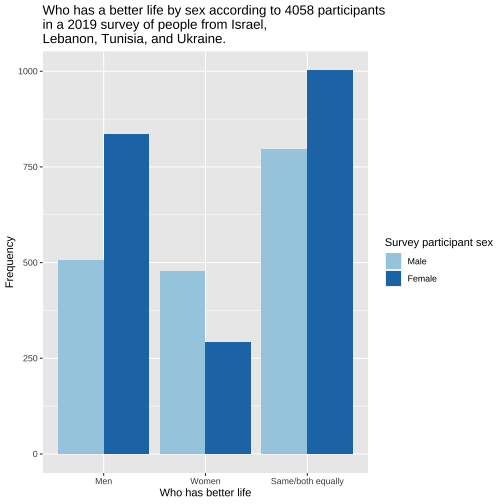 Who has a better life by sex according to 4058 participants
in a 2019 survey of people from Israel,
Lebanon, Tunisia, and Ukraine.
1000
750
500
250
0
Frequency
Men
Women
Same/both equally
Who has better life
Survey participant sex
Male
Female